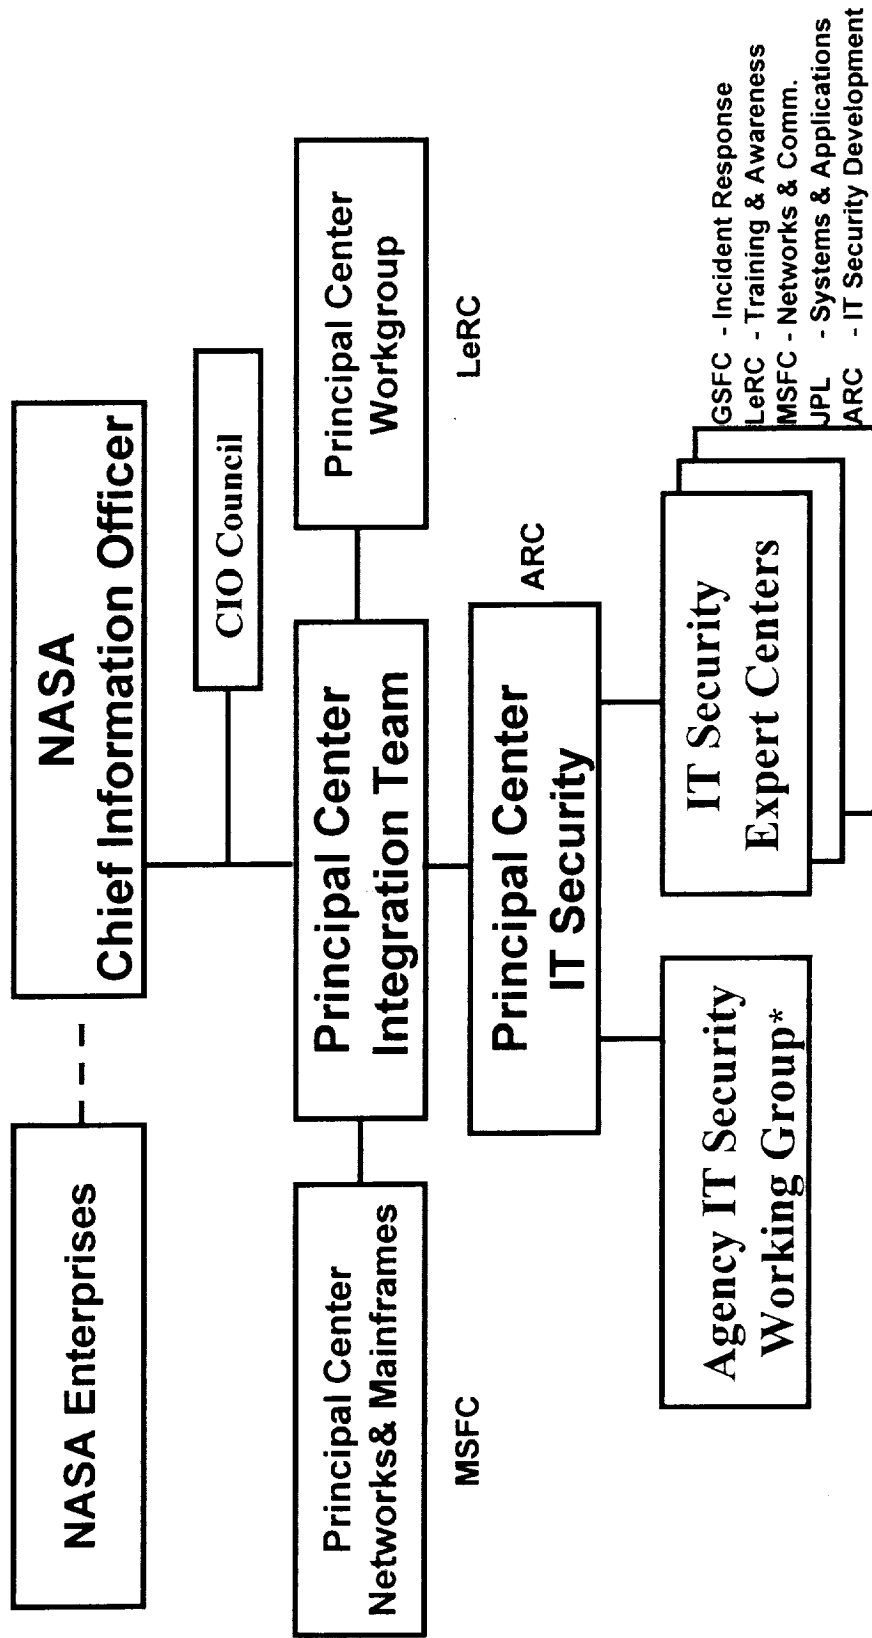 NASA Enterprises
NASA
Chief Information Officer
CIO Council
Principal Center
Networks& Mainframes
MSFC
Principal Center
Integration Team
Principal Center
Workgroup
LeRC
Principal Center
IT Security
ARC
Agency IT Security
Working Group*
IT Security
Expert Centers
GSFC - Incident Response
LeRC - Training & Awareness
MSFC - Networks & Comm.
JPL - Systems & Applications
ARC - IT Security Development